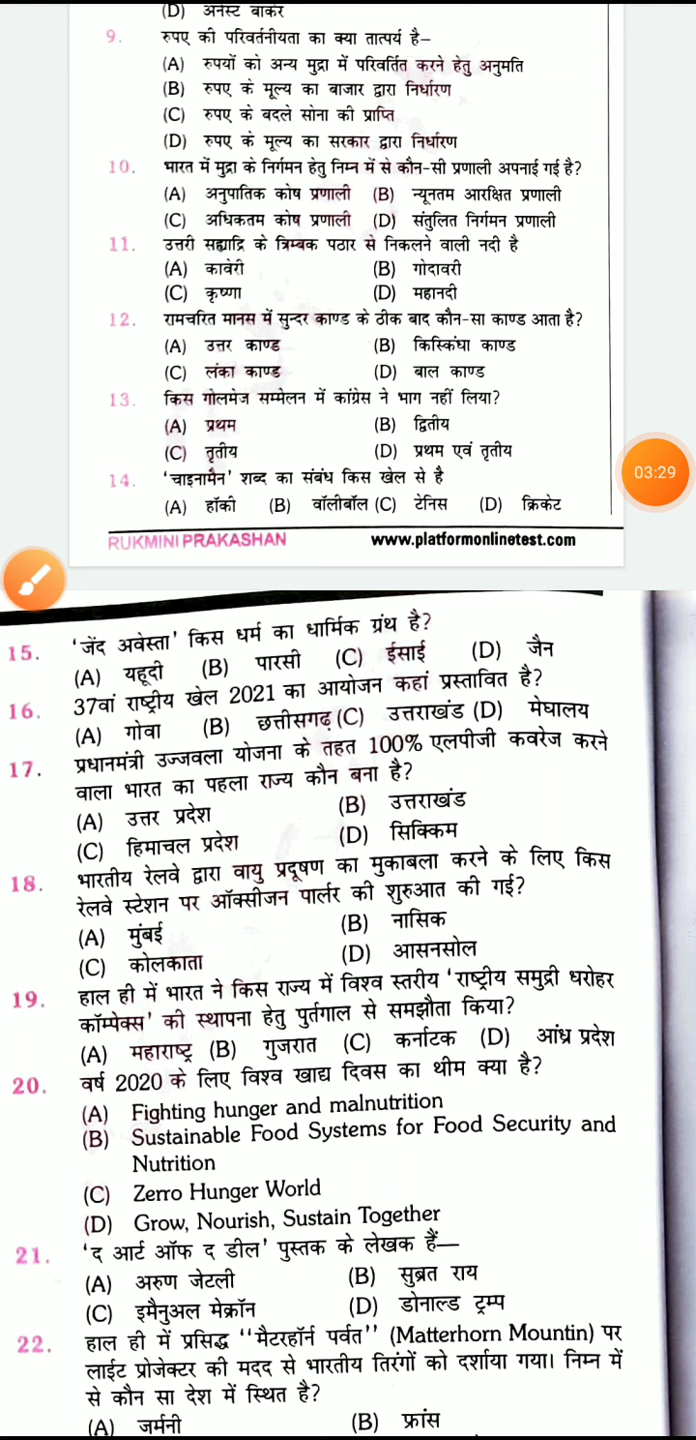 (D) अर्नेस्ट बार्कर
9. रुपए की परिवर्तनीयता का क्या तात्पर्य है–
(A) रुपयों को अन्य मुद्रा में परिवर्तित करने हेतु अनुमति
(B) रुपए के मूल्य का बाजार द्वारा निर्धारण
(C) रुपए के बदले सोना की प्राप्ति
(D) रुपए के मूल्य का सरकार द्वारा निर्धारण
10. भारत में मुद्रा के निर्गमन हेतु निम्न में से कौन-सी प्रणाली अपनाई गई है?
(A) अनुपातिक कोष प्रणाली (B) न्यूनतम आरक्षित प्रणाली
(C) अधिकतम कोष प्रणाली (D) संतुलित निर्गमन प्रणाली
11. उत्तरी सह्याद्रि के त्रिम्बक पठार से निकलने वाली नदी है
(A) कावेरी (B) गोदावरी
(C) कृष्णा (D) महानदी
12. रामचरित मानस में सुन्दर काण्ड के ठीक बाद कौन-सा काण्ड आता है?
(A) उत्तर काण्ड (B) किस्किंधा काण्ड
(C) लंका काण्ड (D) बाल काण्ड
13. किस गोलमेज सम्मेलन में कांग्रेस ने भाग नहीं लिया?
(A) प्रथम (B) द्वितीय
(C) तृतीय (D) प्रथम एवं तृतीय
03:29
14. ‘चाइनामैन’ शब्द का संबंध किस खेल से है
(A) हॉकी (B) वॉलीबॉल (C) टेनिस (D) क्रिकेट
RUKMINI PRAKASHAN www.platformonlinetest.com
15. ‘जेंद अवेस्ता’ किस धर्म का धार्मिक ग्रंथ है?
(A) यहूदी (B) पारसी (C) ईसाई (D) जैन
16. 37वां राष्ट्रीय खेल 2021 का आयोजन कहां प्रस्तावित है?
(A) गोवा (B) छत्तीसगढ़ (C) उत्तराखंड (D) मेघालय
17. प्रधानमंत्री उज्जवला योजना के तहत 100% एलपीजी कवरेज करने
वाला भारत का पहला राज्य कौन बना है?
(A) उत्तर प्रदेश (B) उत्तराखंड
(C) हिमाचल प्रदेश (D) सिक्किम
18. भारतीय रेलवे द्वारा वायु प्रदूषण का मुकाबला करने के लिए किस
रेलवे स्टेशन पर ऑक्सीजन पार्लर की शुरुआत की गई?
(A) मुंबई (B) नासिक
(C) कोलकाता (D) आसनसोल
19. हाल ही में भारत ने किस राज्य में विश्व स्तरीय ‘राष्ट्रीय समुद्री धरोहर
कॉम्पेक्स’ की स्थापना हेतु पुर्तगाल से समझौता किया?
(A) महाराष्ट्र (B) गुजरात (C) कर्नाटक (D) आंध्र प्रदेश
20. वर्ष 2020 के लिए विश्व खाद्य दिवस का थीम क्या है?
(A) Fighting hunger and malnutrition
(B) Sustainable Food Systems for Food Security and
Nutrition
(C) Zerro Hunger World
(D) Grow, Nourish, Sustain Together
21. ‘द आर्ट ऑफ द डील’ पुस्तक के लेखक हैं—
(A) अरुण जेटली (B) सुब्रत राय
(C) इमैनुअल मेक्रॉन (D) डोनाल्ड ट्रम्प
22. हाल ही में प्रसिद्ध ‘‘मैटरहॉर्न पर्वत’’ (Matterhorn Mountin) पर
लाईट प्रोजेक्टर की मदद से भारतीय तिरंगों को दर्शाया गया। निम्न में
से कौन सा देश में स्थित है?
(A) जर्मनी (B) फ्रांस